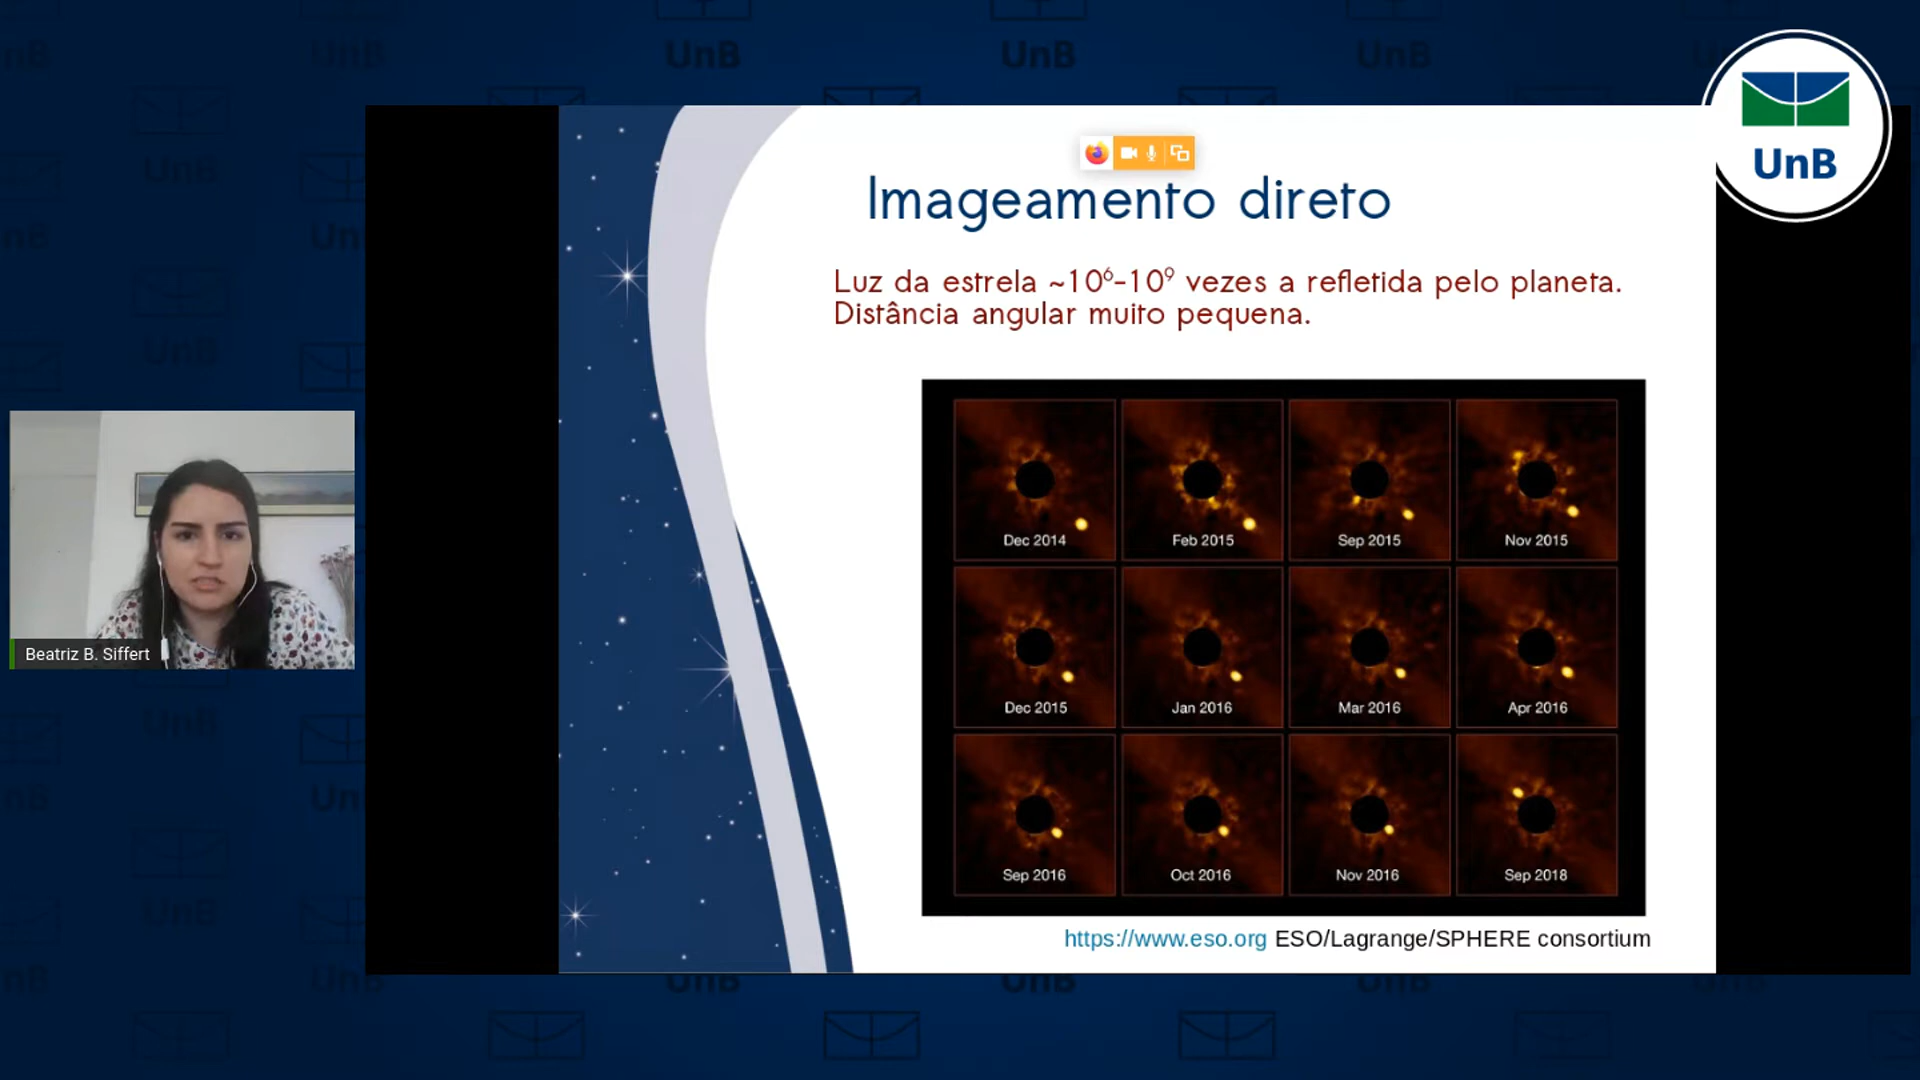 UnB
Imageamento direto
Luz da estrela ~10⁶-10⁹ vezes a refletida pelo planeta.
Distância angular muito pequena.
Dec 2014
Feb 2015
Sep 2015
Nov 2015
Dec 2015
Jan 2016
Mar 2016
Apr 2016
Sep 2016
Oct 2016
Nov 2016
Sep 2018
https://www.eso.org ESO/Lagrange/SPHERE consortium
Beatriz B. Siffert